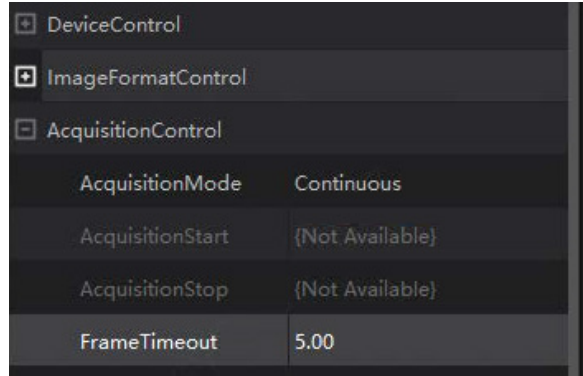 DeviceControl
ImageFormatControl
AcquisitionControl
AcquisitionMode Continuous
AcquisitionStart {Not Available}
AcquisitionStop {Not Available}
FrameTimeout 5.00